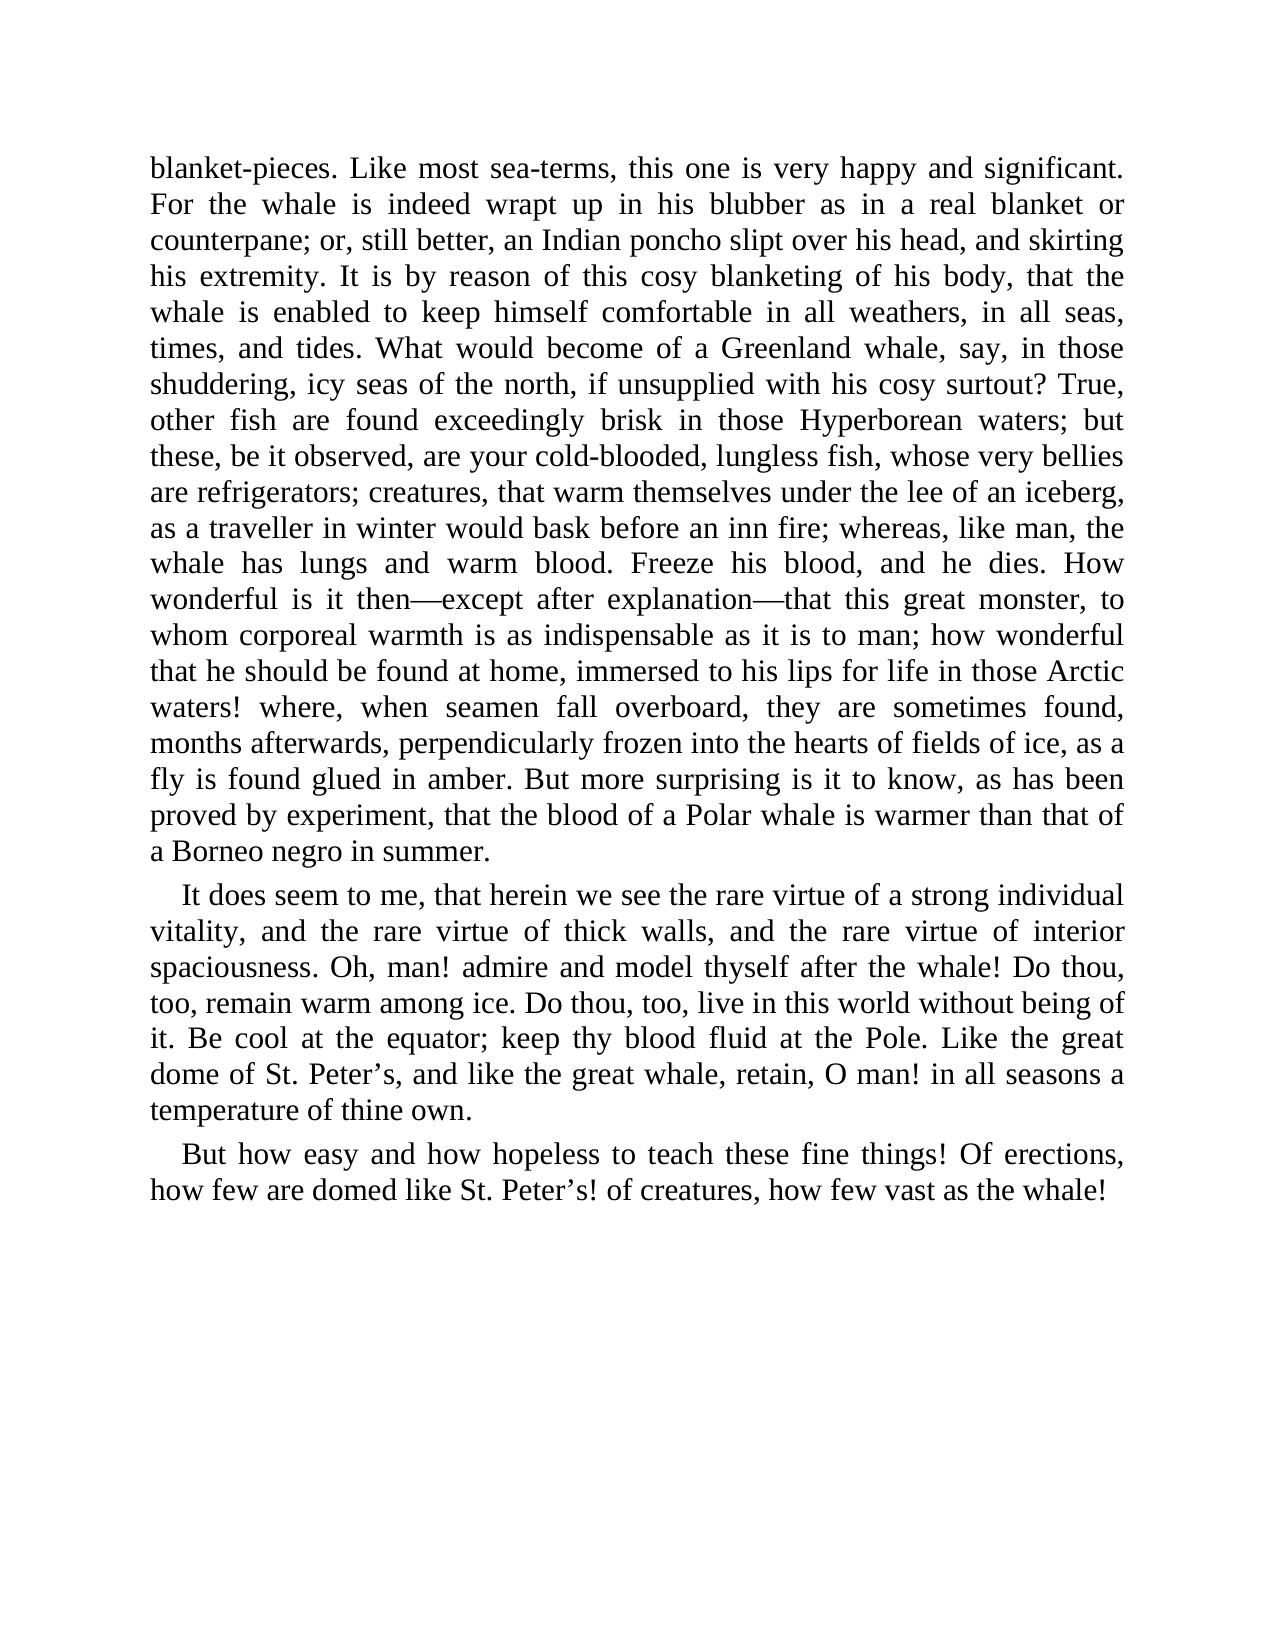 blanket-pieces. Like most sea-terms, this one is very happy and significant.
For the whale is indeed wrapt up in his blubber as in a real blanket or
counterpane; or, still better, an Indian poncho slipt over his head, and skirting
his extremity. It is by reason of this cosy blanketing of his body, that the
whale is enabled to keep himself comfortable in all weathers, in all seas,
times, and tides. What would become of a Greenland whale, say, in those
shuddering, icy seas of the north, if unsupplied with his cosy surtout? True,
other fish are found exceedingly brisk in those Hyperborean waters; but
these, be it observed, are your cold-blooded, lungless fish, whose very bellies
are refrigerators; creatures, that warm themselves under the lee of an iceberg,
as a traveller in winter would bask before an inn fire; whereas, like man, the
whale has lungs and warm blood. Freeze his blood, and he dies. How
wonderful is it then—except after explanation—that this great monster, to
whom corporeal warmth is as indispensable as it is to man; how wonderful
that he should be found at home, immersed to his lips for life in those Arctic
waters! where, when seamen fall overboard, they are sometimes found,
months afterwards, perpendicularly frozen into the hearts of fields of ice, as a
fly is found glued in amber. But more surprising is it to know, as has been
proved by experiment, that the blood of a Polar whale is warmer than that of
a Borneo negro in summer.
It does seem to me, that herein we see the rare virtue of a strong individual
vitality, and the rare virtue of thick walls, and the rare virtue of interior
spaciousness. Oh, man! admire and model thyself after the whale! Do thou,
too, remain warm among ice. Do thou, too, live in this world without being of
it. Be cool at the equator; keep thy blood fluid at the Pole. Like the great
dome of St. Peter’s, and like the great whale, retain, O man! in all seasons a
temperature of thine own.
But how easy and how hopeless to teach these fine things! Of erections,
how few are domed like St. Peter’s! of creatures, how few vast as the whale!